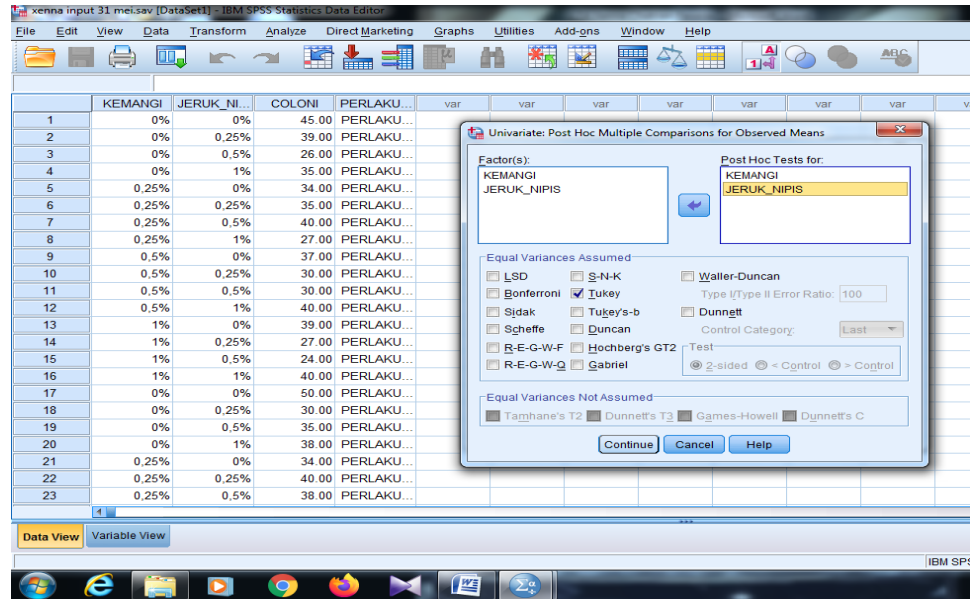 xenna input 31 mei.sav [DataSet1] - IBM SPSS Statistics Data Editor
File Edit View Data Transform Analyze Direct Marketing Graphs Utilities Add-ons Window Help
KEMANGI JERUK_NI... COLONI PERLAKU... var var var var var var var
1 0% 0% 45.00 PERLAKU...
2 0% 0,25% 39.00 PERLAKU...
3 0% 0,5% 26.00 PERLAKU...
4 0% 1% 35.00 PERLAKU...
5 0,25% 0% 34.00 PERLAKU...
6 0,25% 0,25% 35.00 PERLAKU...
7 0,25% 0,5% 40.00 PERLAKU...
8 0,25% 1% 27.00 PERLAKU...
9 0,5% 0% 37.00 PERLAKU...
10 0,5% 0,25% 30.00 PERLAKU...
11 0,5% 0,5% 30.00 PERLAKU...
12 0,5% 1% 40.00 PERLAKU...
13 1% 0% 39.00 PERLAKU...
14 1% 0,25% 27.00 PERLAKU...
15 1% 0,5% 24.00 PERLAKU...
16 1% 1% 40.00 PERLAKU...
17 0% 0% 50.00 PERLAKU...
18 0% 0,25% 30.00 PERLAKU...
19 0% 0,5% 35.00 PERLAKU...
20 0% 1% 38.00 PERLAKU...
21 0,25% 0% 34.00 PERLAKU...
22 0,25% 0,25% 40.00 PERLAKU...
23 0,25% 0,5% 38.00 PERLAKU...
Univariate: Post Hoc Multiple Comparisons for Observed Means
Factor(s):
KEMANGI
JERUK_NIPIS
Post Hoc Tests for:
KEMANGI
JERUK_NIPIS
Equal Variances Assumed
LSD S-N-K Waller-Duncan
Bonferroni Tukey Type I/Type II Error Ratio: 100
Sidak Tukey's-b Dunnett
Scheffe Duncan Control Category: Last
R-E-G-W-F Hochberg's GT2 Test
R-E-G-W-Q Gabriel 2-sided < Control > Control
Equal Variances Not Assumed
Tamhane's T2 Dunnett's T3 Games-Howell Dunnett's C
Continue Cancel Help
Data View Variable View
IBM SPS